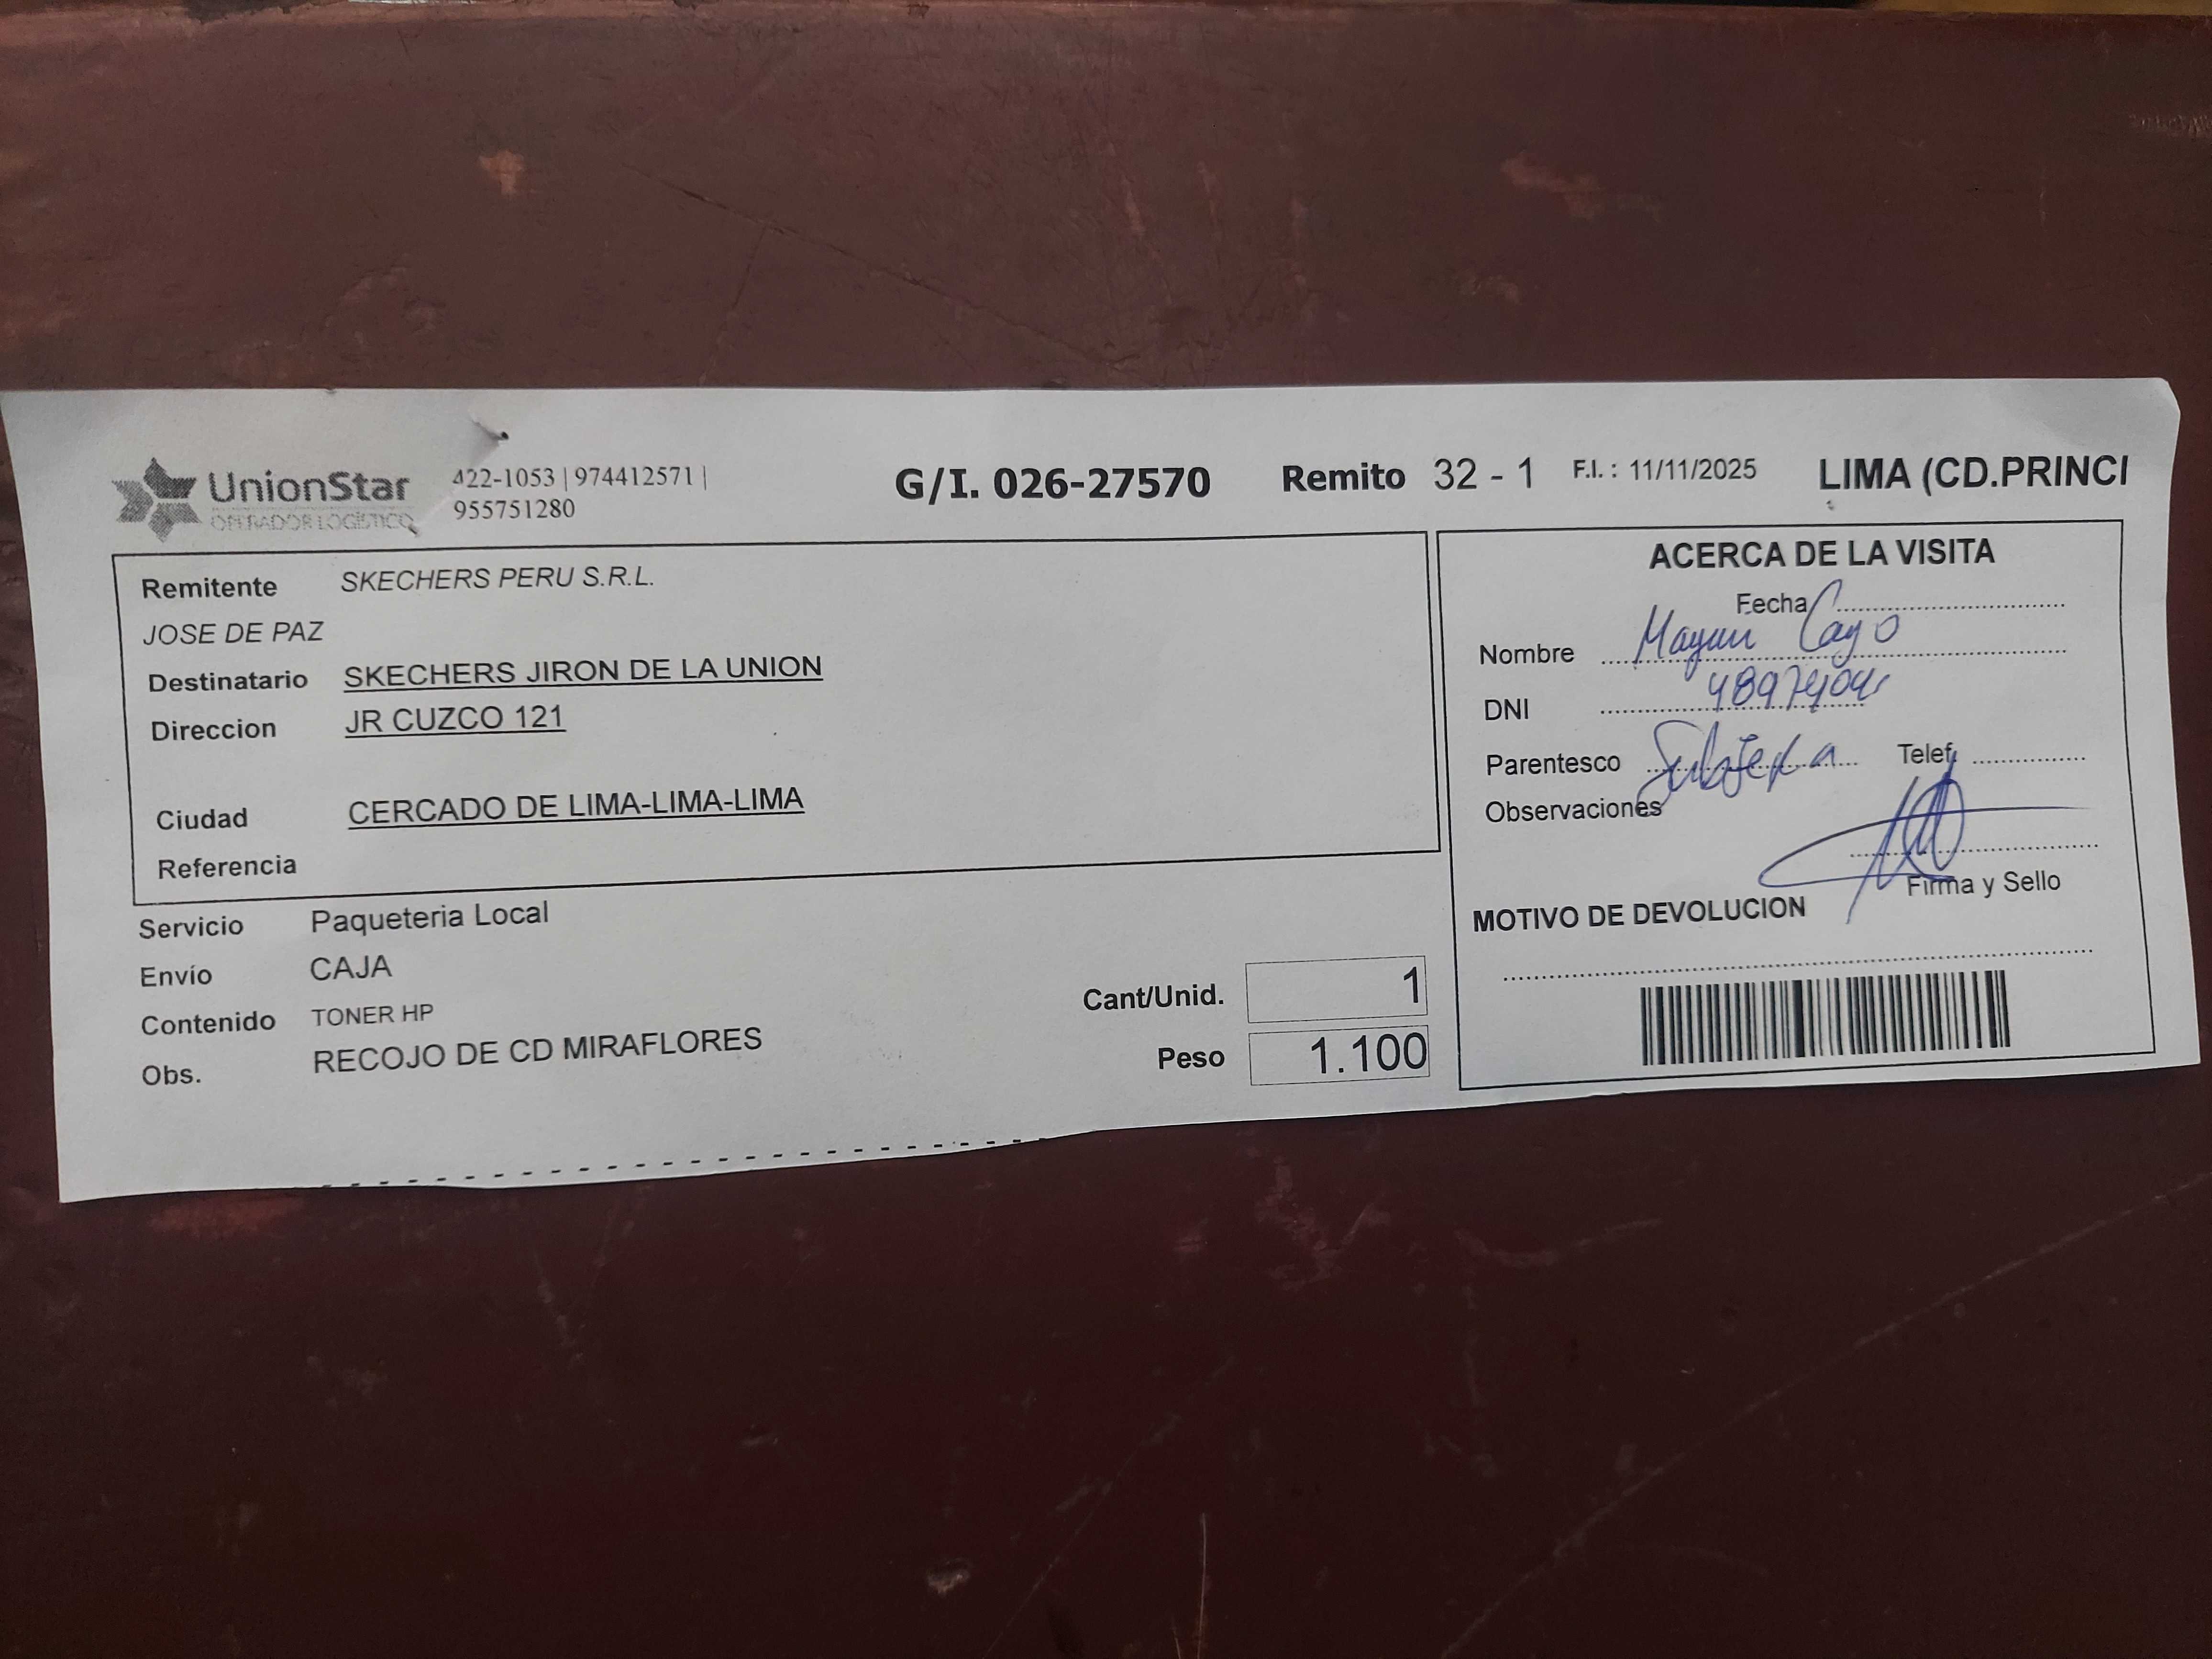 UnionStar
OPERADOR LOGÍSTICO
422-1053 | 974412571 |
955751280
G/I. 026-27570
Remito 32 - 1
F.I. : 11/11/2025
LIMA (CD.PRINCI
Remitente SKECHERS PERU S.R.L.
JOSE DE PAZ
Destinatario SKECHERS JIRON DE LA UNION
Direccion JR CUZCO 121
Ciudad CERCADO DE LIMA-LIMA-LIMA
Referencia
Servicio Paqueteria Local
Envío CAJA
Contenido TONER HP
Obs. RECOJO DE CD MIRAFLORES
Cant/Unid. 1
Peso 1.100
ACERCA DE LA VISITA
Fecha
Nombre Cayo
DNI
Parentesco Subjefa Telef.
Observaciones
Firma y Sello
MOTIVO DE DEVOLUCION